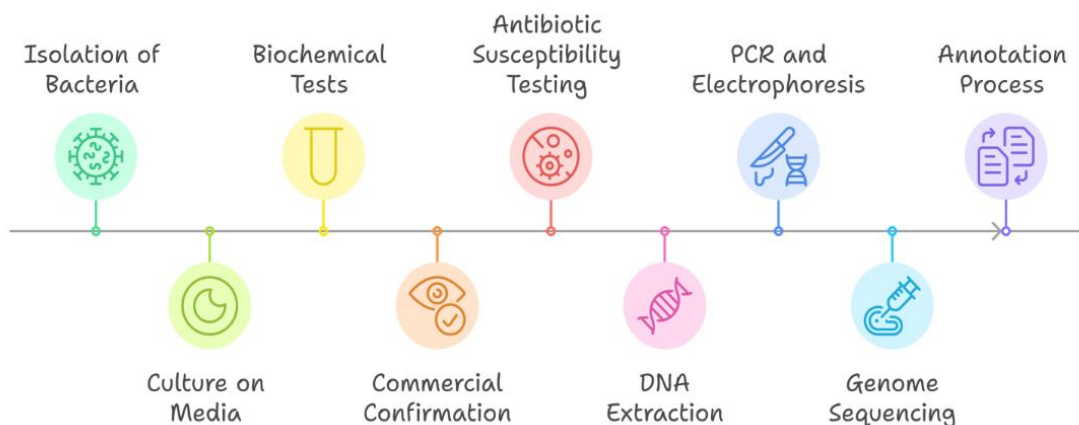 Isolation of
Bacteria
Culture on
Media
Biochemical
Tests
Commercial
Confirmation
Antibiotic
Susceptibility
Testing
DNA
Extraction
PCR and
Electrophoresis
Genome
Sequencing
Annotation
Process